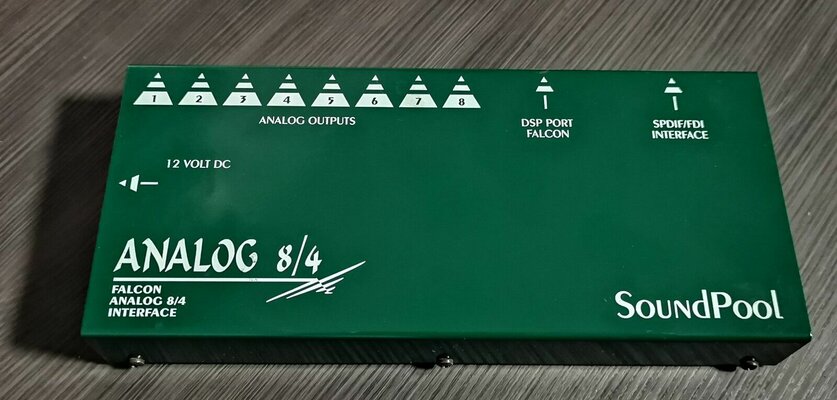 1 2 3 4 5 6 7 8
ANALOG OUTPUTS
DSP PORT
FALCON
SPDIF/FDI
INTERFACE
12 VOLT DC
ANALOG 8/4
FALCON
ANALOG 8/4
INTERFACE
SOUNDPOOL